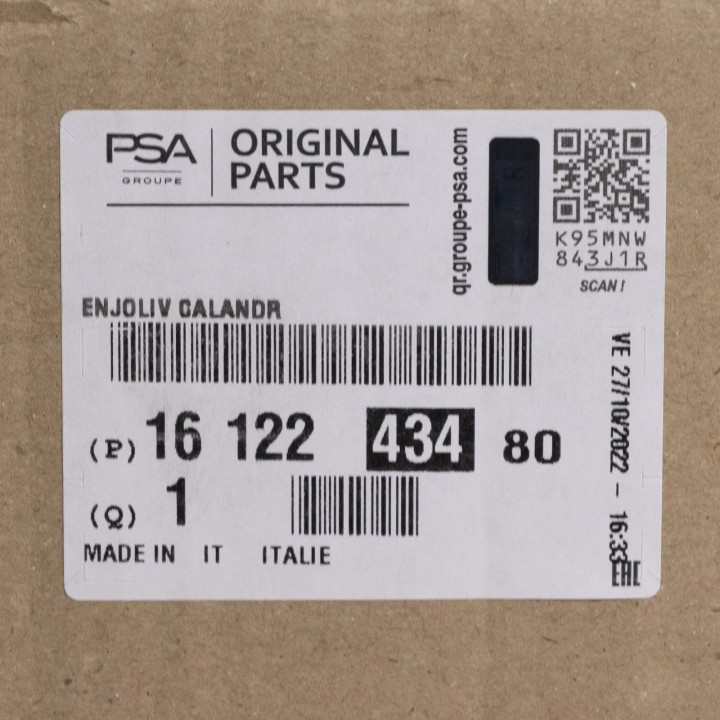 PSA
GROUPE
ORIGINAL
PARTS
qr.groupe-psa.com
K95MNW
843J1R
SCAN!
ENJOLIV CALANDR
(P) 16 122 434 80
(Q) 1
MADE IN IT ITALIE
VE 27/10/2022 - 16:33
EAC